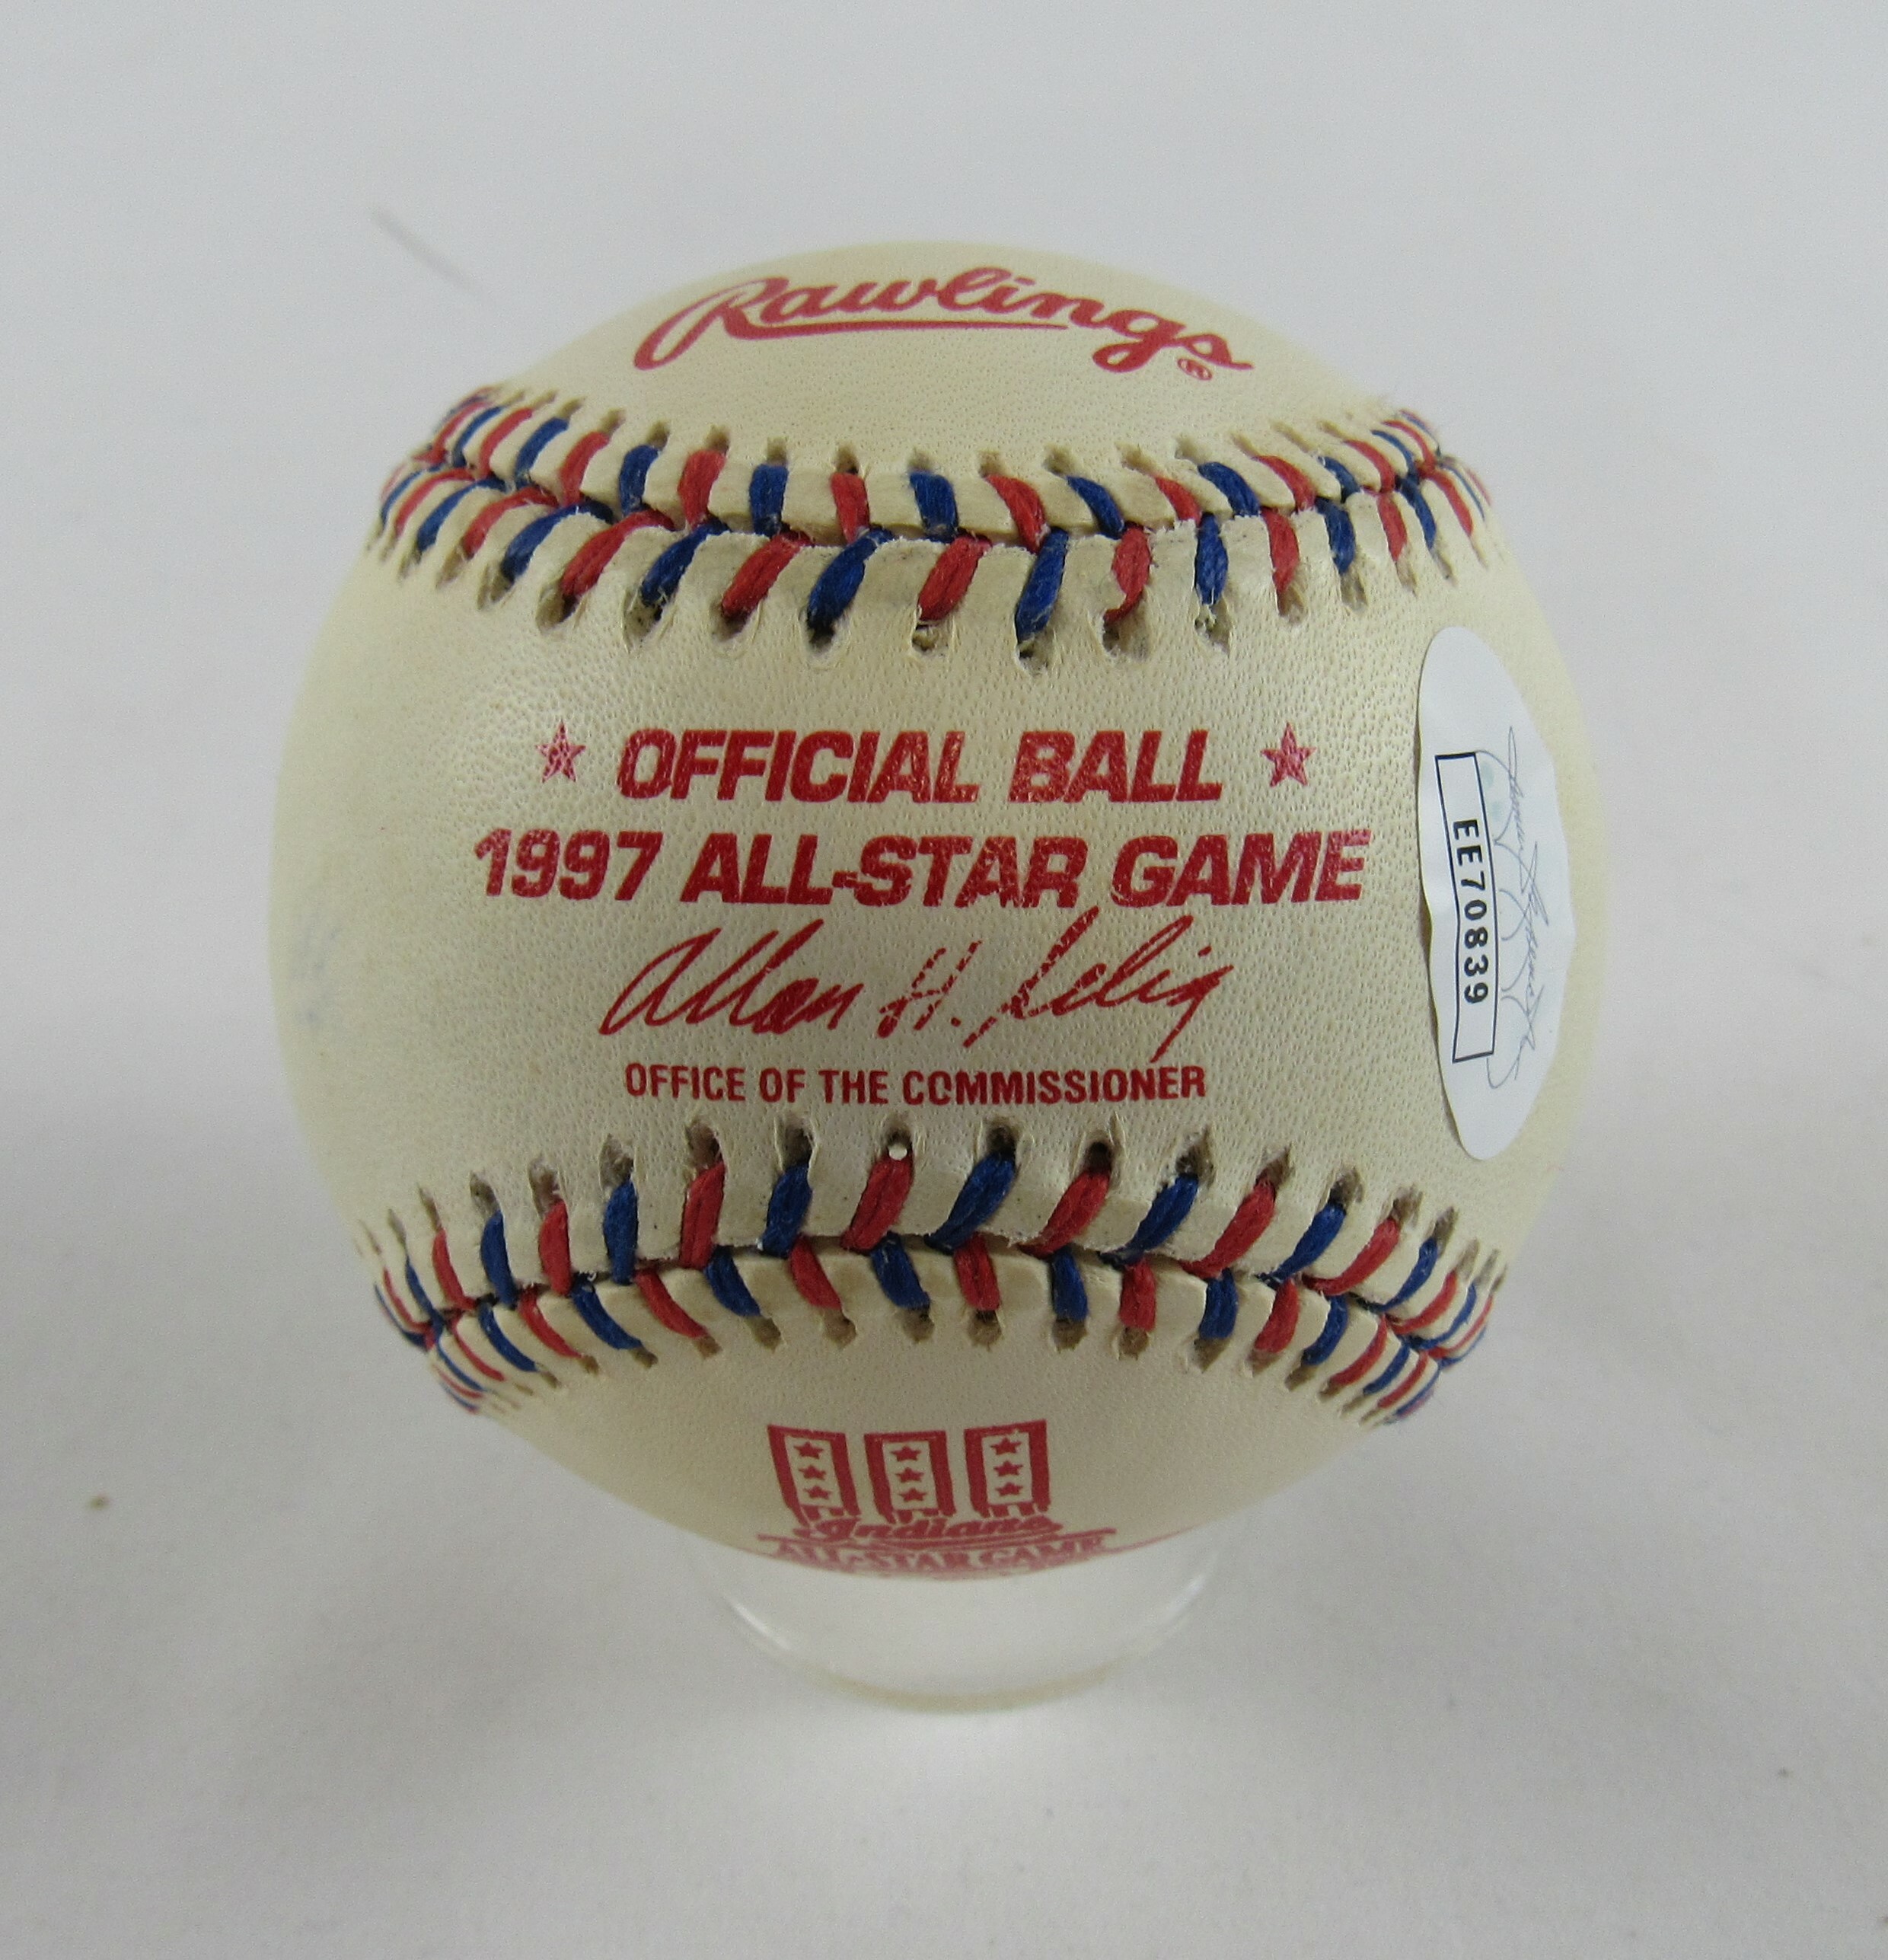 Rawlings®
★ OFFICIAL BALL ★
1997 ALL-STAR GAME
Allan H. Selig
OFFICE OF THE COMMISSIONER
EE70839
Indians
ALL-STAR GAME